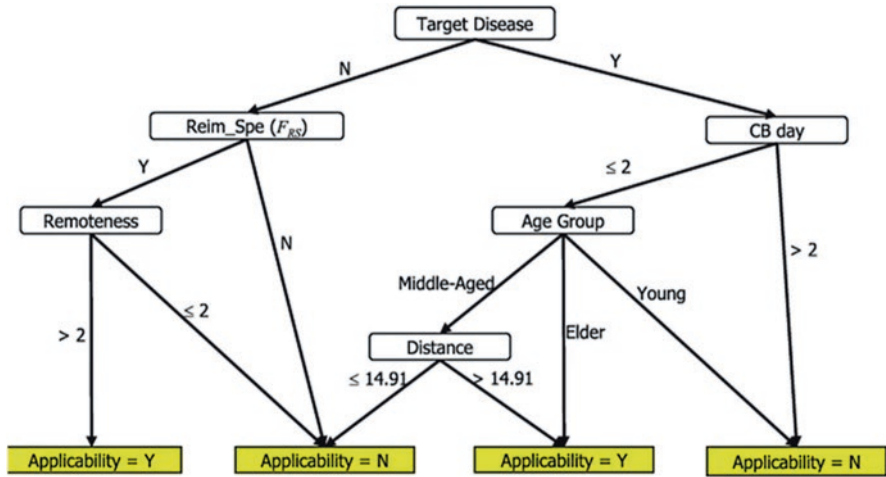 Target Disease
N
Y
Reim_Spe (F_RS)
CB day
Y
≤ 2
Remoteness
Age Group
N
> 2
Middle-Aged
Young
≤ 2
> 2
Elder
Distance
≤ 14.91
> 14.91
Applicability = Y
Applicability = N
Applicability = Y
Applicability = N